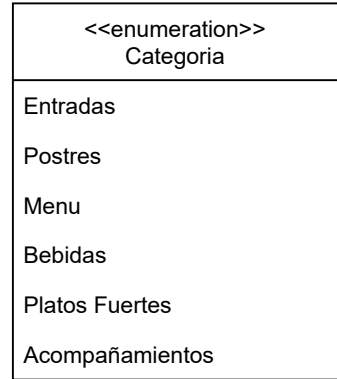 <<enumeration>>
Categoria
Entradas
Postres
Menu
Bebidas
Platos Fuertes
Acompañamientos